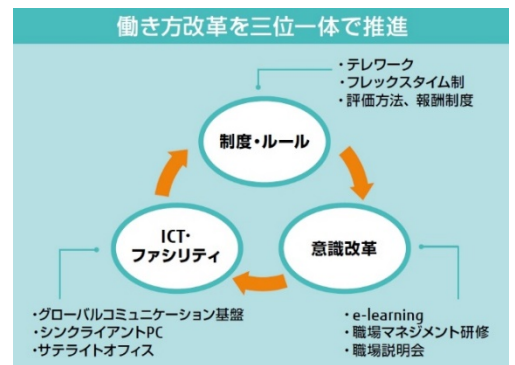 働き方改革を三位一体で推進
・テレワーク
・フレックスタイム制
・評価方法、報酬制度
制度・ルール
ICT・
ファシリティ
意識改革
・グローバルコミュニケーション基盤
・シンクライアントPC
・サテライトオフィス
・e-learning
・職場マネジメント研修
・職場説明会